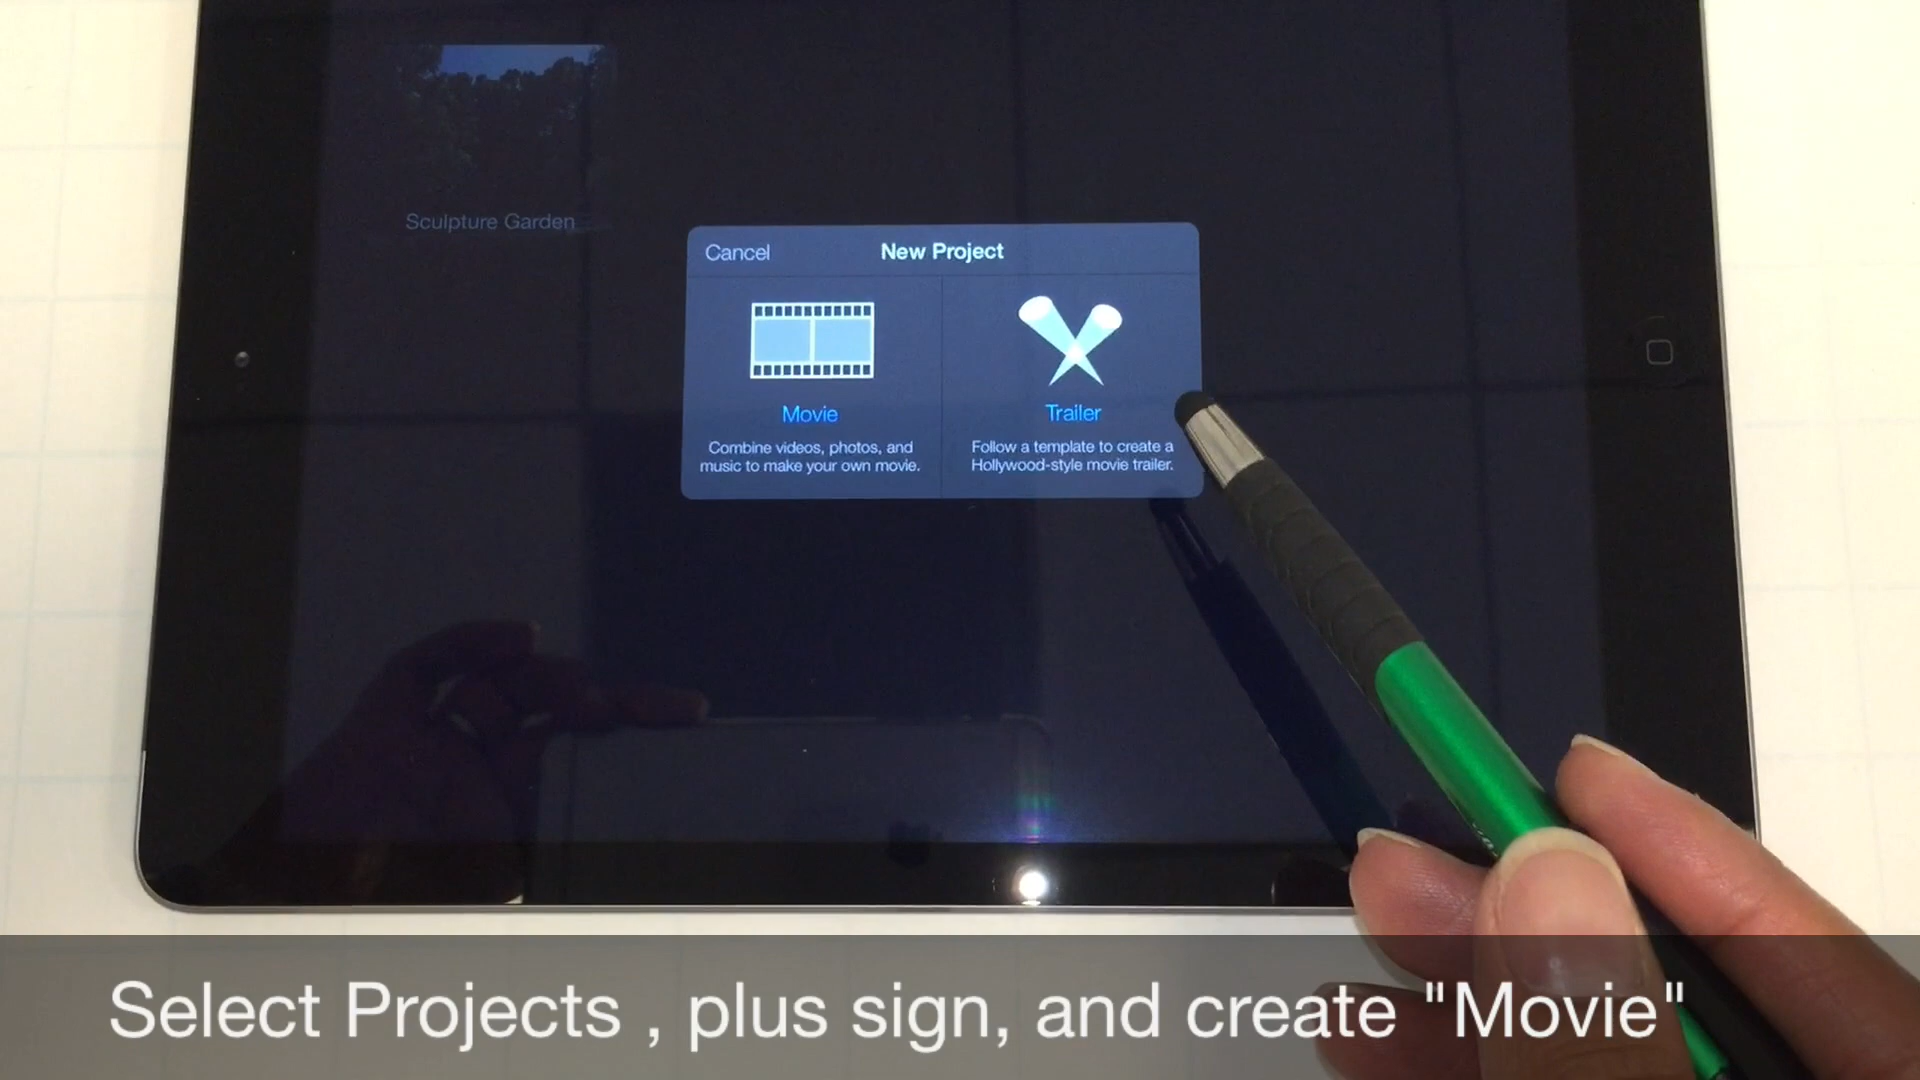 Sculpture Garden
Cancel
New Project
Movie
Combine videos, photos, and
music to make your own movie.
Trailer
Follow a template to create a
Hollywood-style movie trailer.
Select Projects , plus sign, and create "Movie"